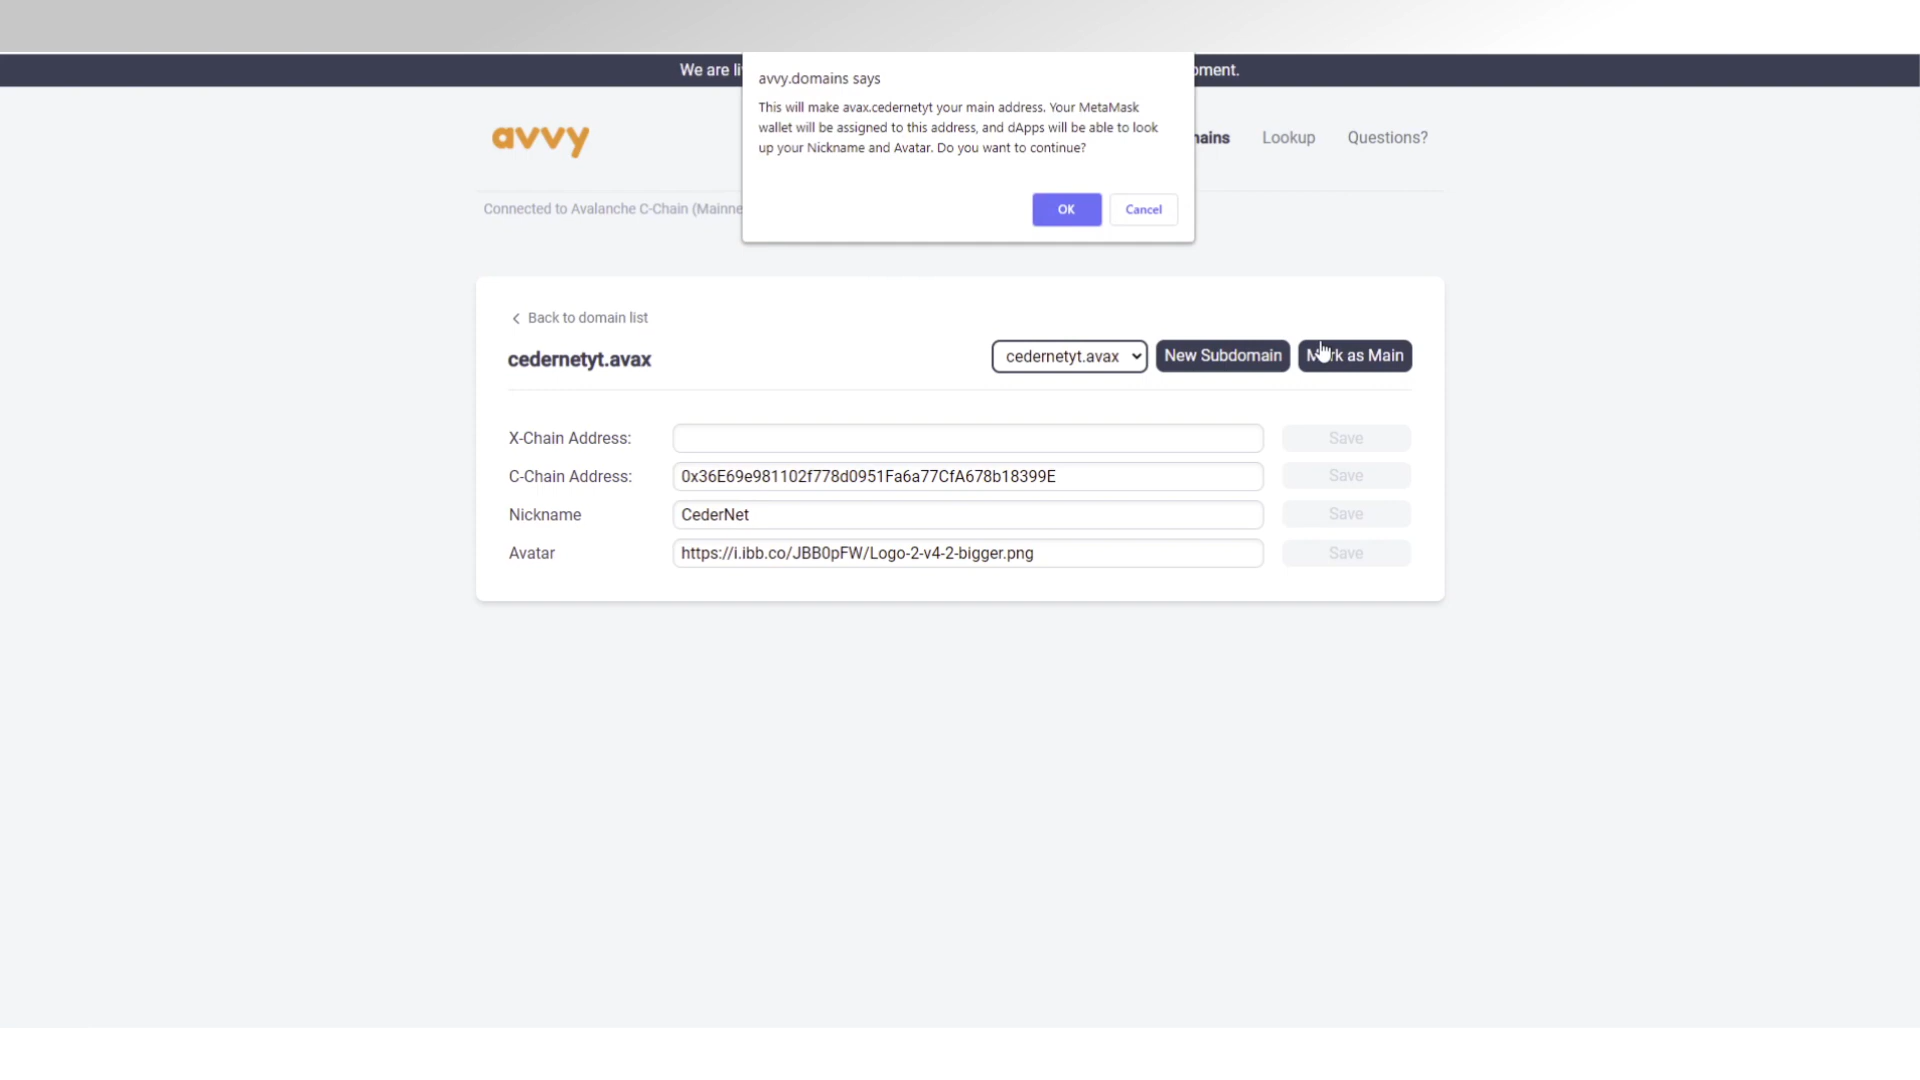 We are li
oment.
avvy.domains says
This will make avax.cedernetyt your main address. Your MetaMask
wallet will be assigned to this address, and dApps will be able to look
up your Nickname and Avatar. Do you want to continue?
OK
Cancel
avvy
nains
Lookup
Questions?
Connected to Avalanche C-Chain (Mainne
Back to domain list
cedernetyt.avax
cedernetyt.avax
New Subdomain
Mark as Main
X-Chain Address:
Save
C-Chain Address:
0x36E69e981102f778d0951Fa6a77CfA678b18399E
Save
Nickname
CederNet
Save
Avatar
https://i.ibb.co/JBB0pFW/Logo-2-v4-2-bigger.png
Save